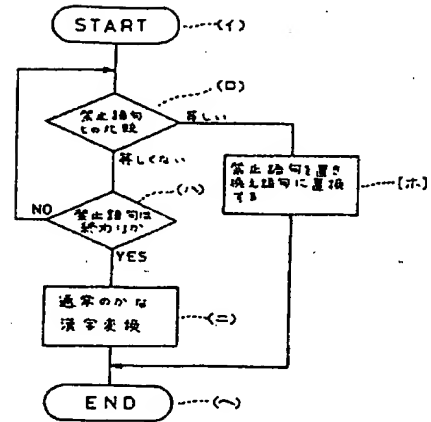 START
(イ)
(ロ)
禁止語句
との比較
等しい
等しくない
禁止語句を置き
換え語句に置換
する
[ホ]
(ハ)
NO
禁止語句は
終わりか
YES
通常のかな
漢字変換
(ニ)
END
(ヘ)